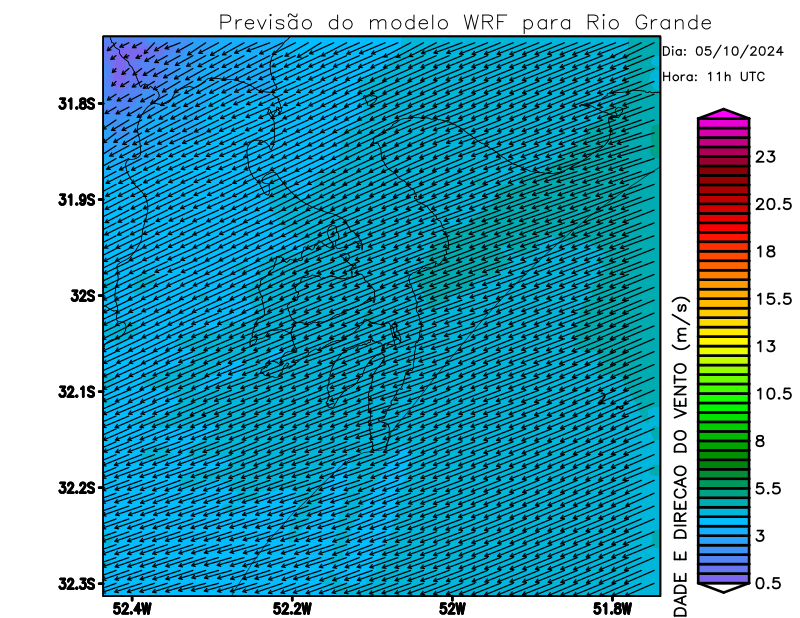 Previsão do modelo WRF para Rio Grande
Dia: 05/10/2024
Hora: 11h UTC
31.8S
31.9S
32S
32.1S
32.2S
32.3S
52.4W
52.2W
52W
51.8W
DADE E DIRECAO DO VENTO (m/s)
23
20.5
18
15.5
13
10.5
8
5.5
3
0.5